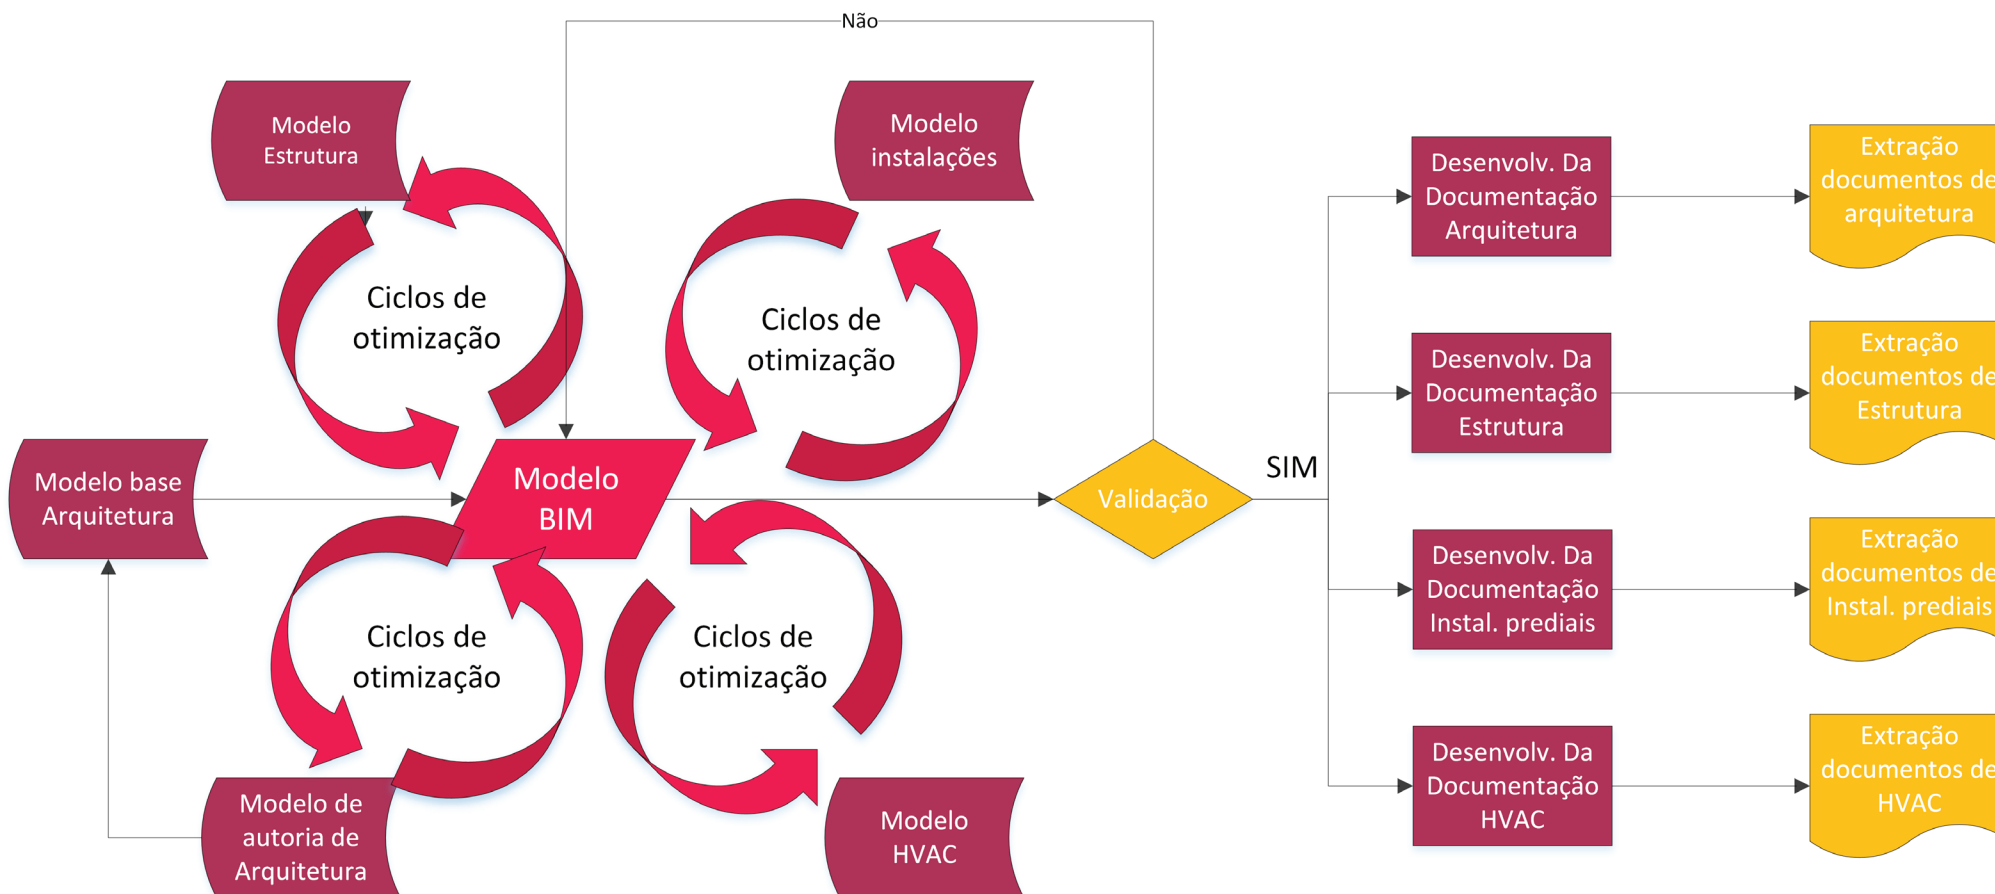 Não
Modelo
Estrutura
Modelo
instalações
Ciclos de
otimização
Ciclos de
otimização
Modelo base
Arquitetura
Modelo
BIM
Validação
SIM
Ciclos de
otimização
Ciclos de
otimização
Modelo de
autoria de
Arquitetura
Modelo
HVAC
Desenvolv. Da
Documentação
Arquitetura
Extração
documentos de
arquitetura
Desenvolv. Da
Documentação
Estrutura
Extração
documentos de
Estrutura
Desenvolv. Da
Documentação
Instal. prediais
Extração
documentos de
Instal. prediais
Desenvolv. Da
Documentação
HVAC
Extração
documentos de
HVAC